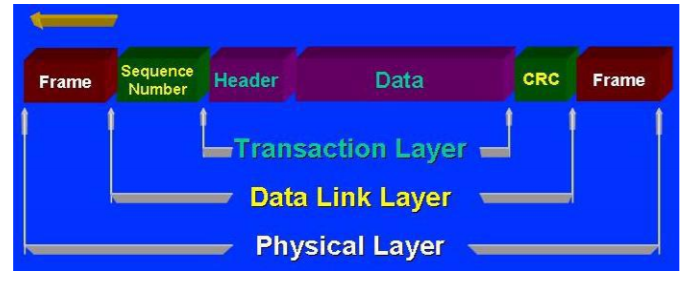 Frame
Sequence
Number
Header
Data
CRC
Frame
Transaction Layer
Data Link Layer
Physical Layer